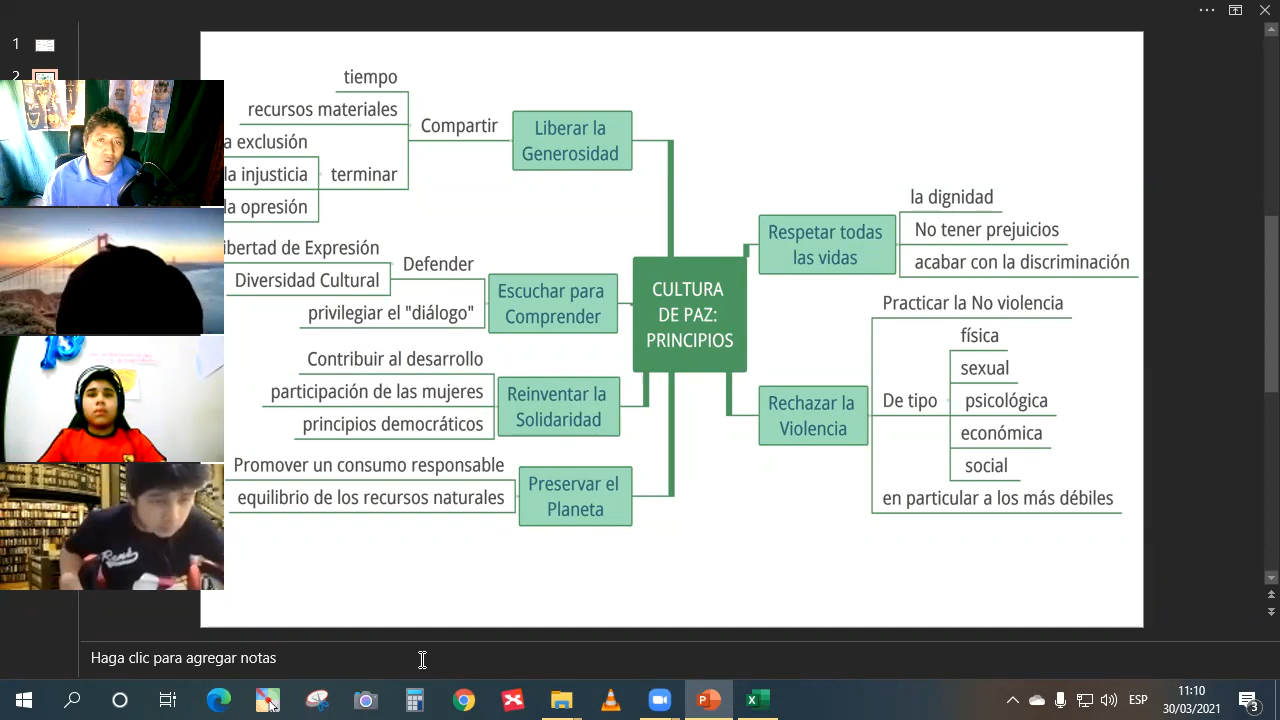 1
2
tiempo
recursos materiales
a exclusión
la injusticia
la opresión
Compartir
terminar
Liberar la
Generosidad
ibertad de Expresión
Diversidad Cultural
Defender
privilegiar el "diálogo"
Escuchar para
Comprender
Contribuir al desarrollo
participación de las mujeres
principios democráticos
Reinventar la
Solidaridad
Promover un consumo responsable
equilibrio de los recursos naturales
Preservar el
Planeta
CULTURA
DE PAZ:
PRINCIPIOS
Respetar todas
las vidas
la dignidad
No tener prejuicios
acabar con la discriminación
Rechazar la
Violencia
Practicar la No violencia
De tipo
física
sexual
psicológica
económica
social
en particular a los más débiles
Haga clic para agregar notas
ESP
11:10
30/03/2021
3